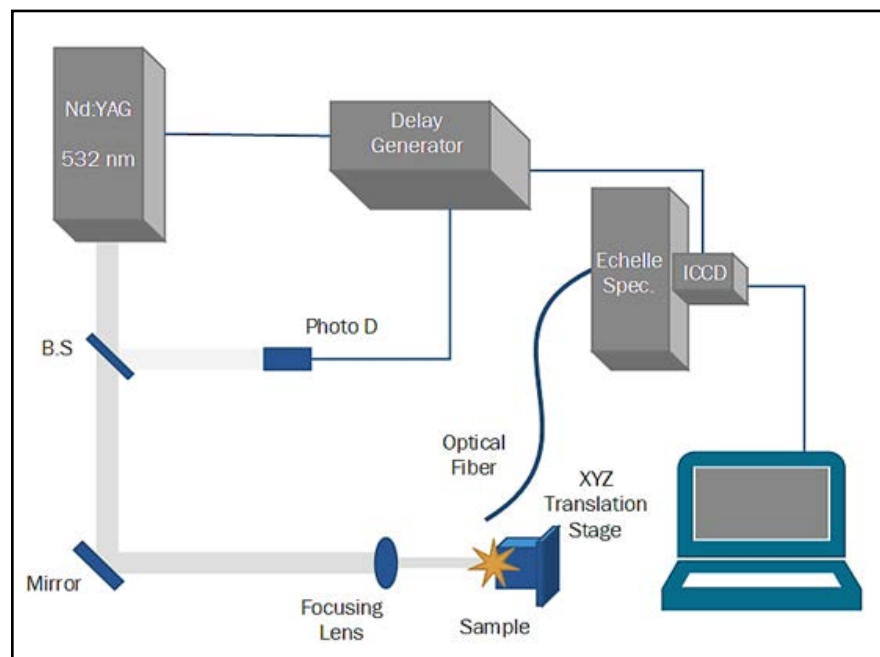 Nd:YAG
532 nm
Delay
Generator
Echelle
Spec.
ICCD
B.S
Photo D
Optical
Fiber
XYZ
Translation
Stage
Mirror
Focusing
Lens
Sample